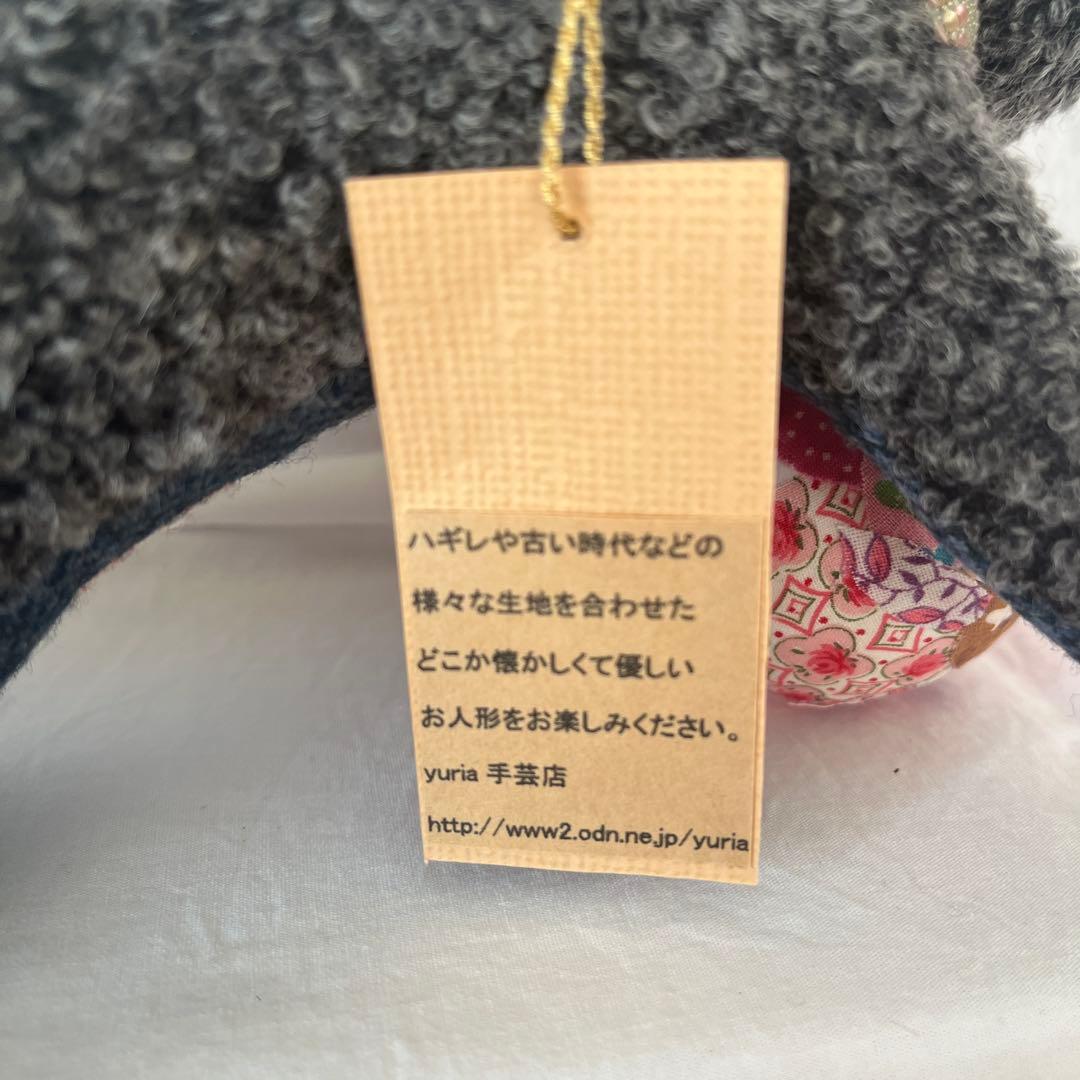 ハギレや古い時代などの
様々な生地を合わせた
どこか懐かしくて優しい
お人形をお楽しみください。
yuria 手芸店
http://www2.odn.ne.jp/yuria